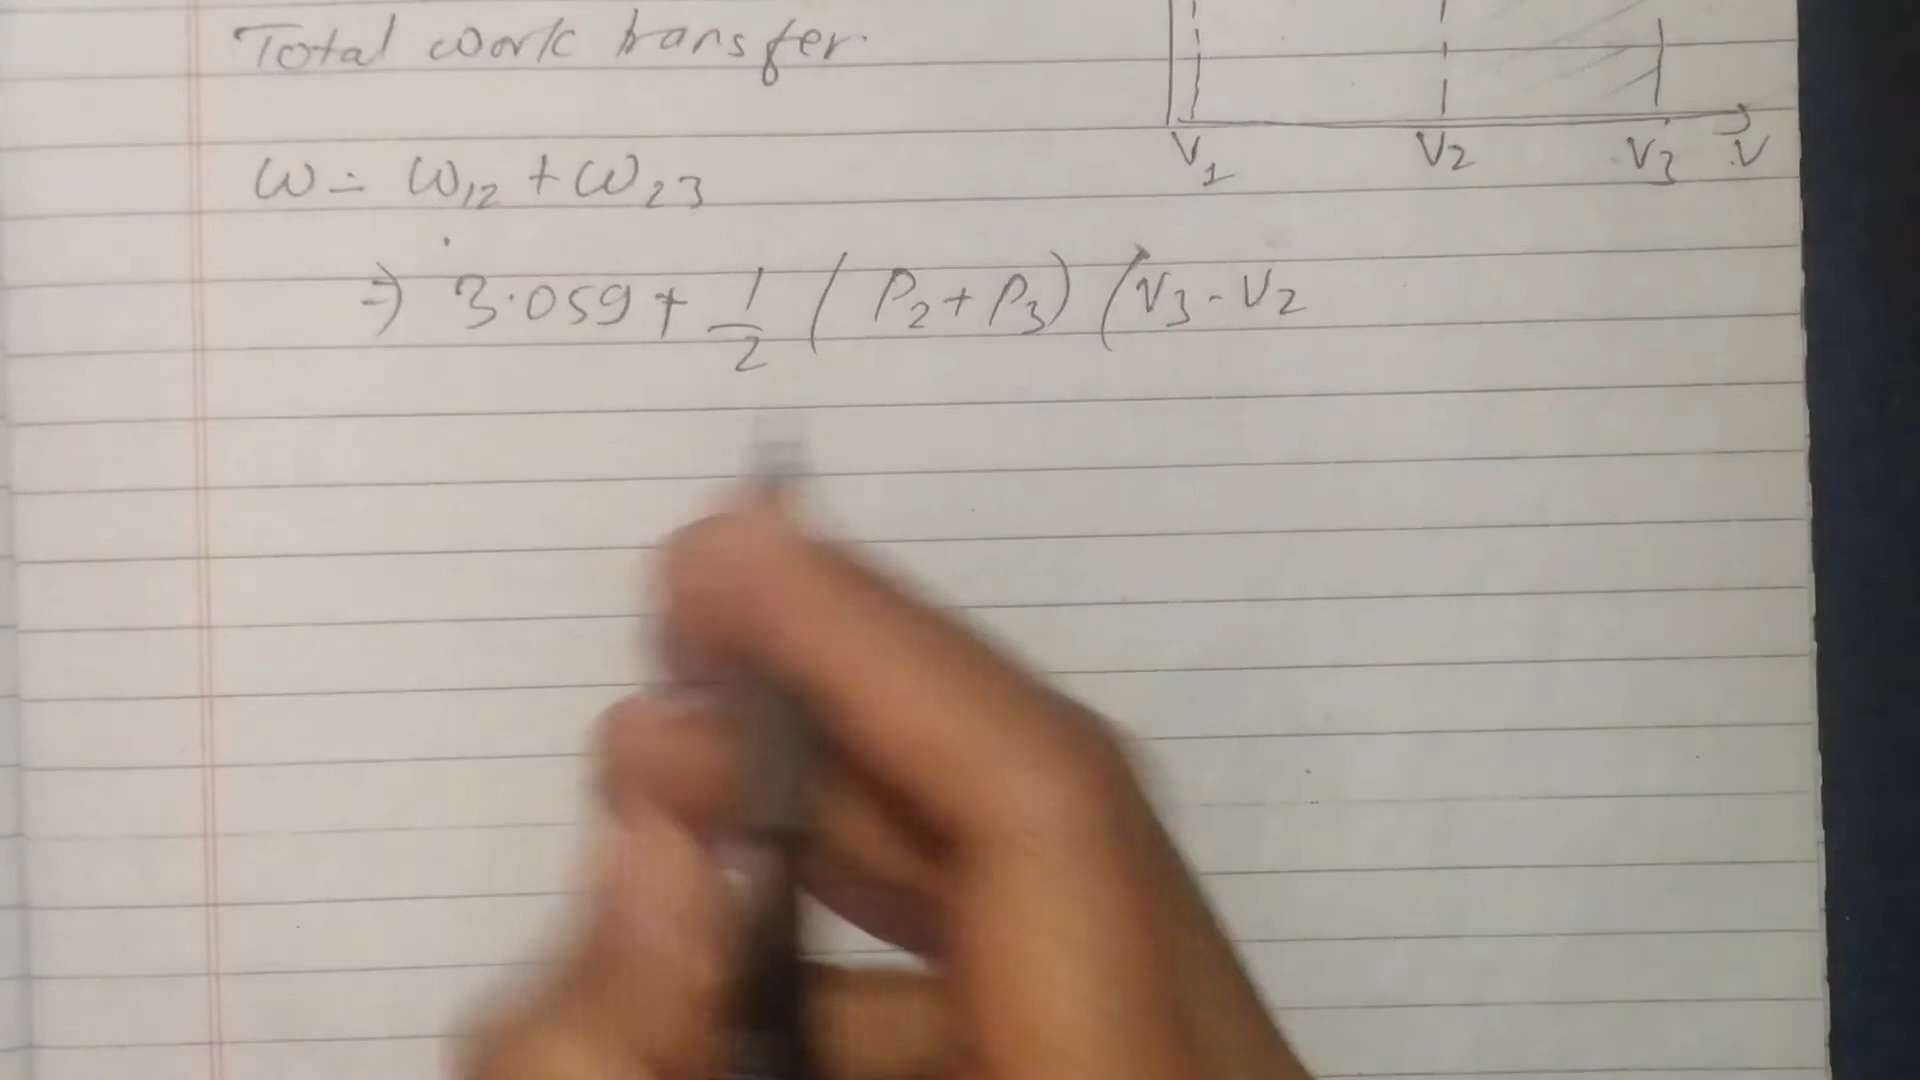 Total work transfer.
V1 V2 V3 V
W = W12 + W23
⇒ 3.059 + 1/2 ( P2 + P3 ) ( V3 - V2